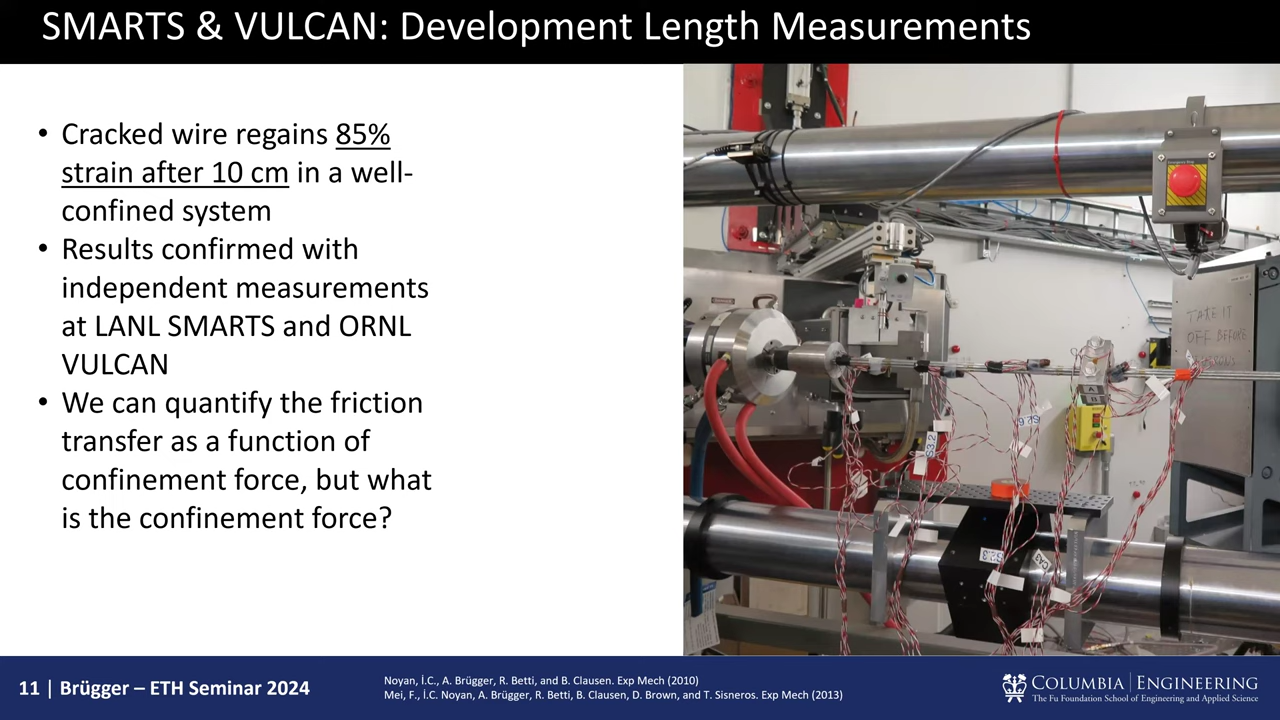 SMARTS & VULCAN: Development Length Measurements
• Cracked wire regains 85%
strain after 10 cm in a well-
confined system
• Results confirmed with
independent measurements
at LANL SMARTS and ORNL
VULCAN
• We can quantify the friction
transfer as a function of
confinement force, but what
is the confinement force?
TAKE IT
OFF BEFORE
S3.2
A
B
11 | Brügger – ETH Seminar 2024
Noyan, İ.C., A. Brügger, R. Betti, and B. Clausen. Exp Mech (2010)
Mei, F., İ.C. Noyan, A. Brügger, R. Betti, B. Clausen, D. Brown, and T. Sisneros. Exp Mech (2013)
COLUMBIA | ENGINEERING
The Fu Foundation School of Engineering and Applied Science